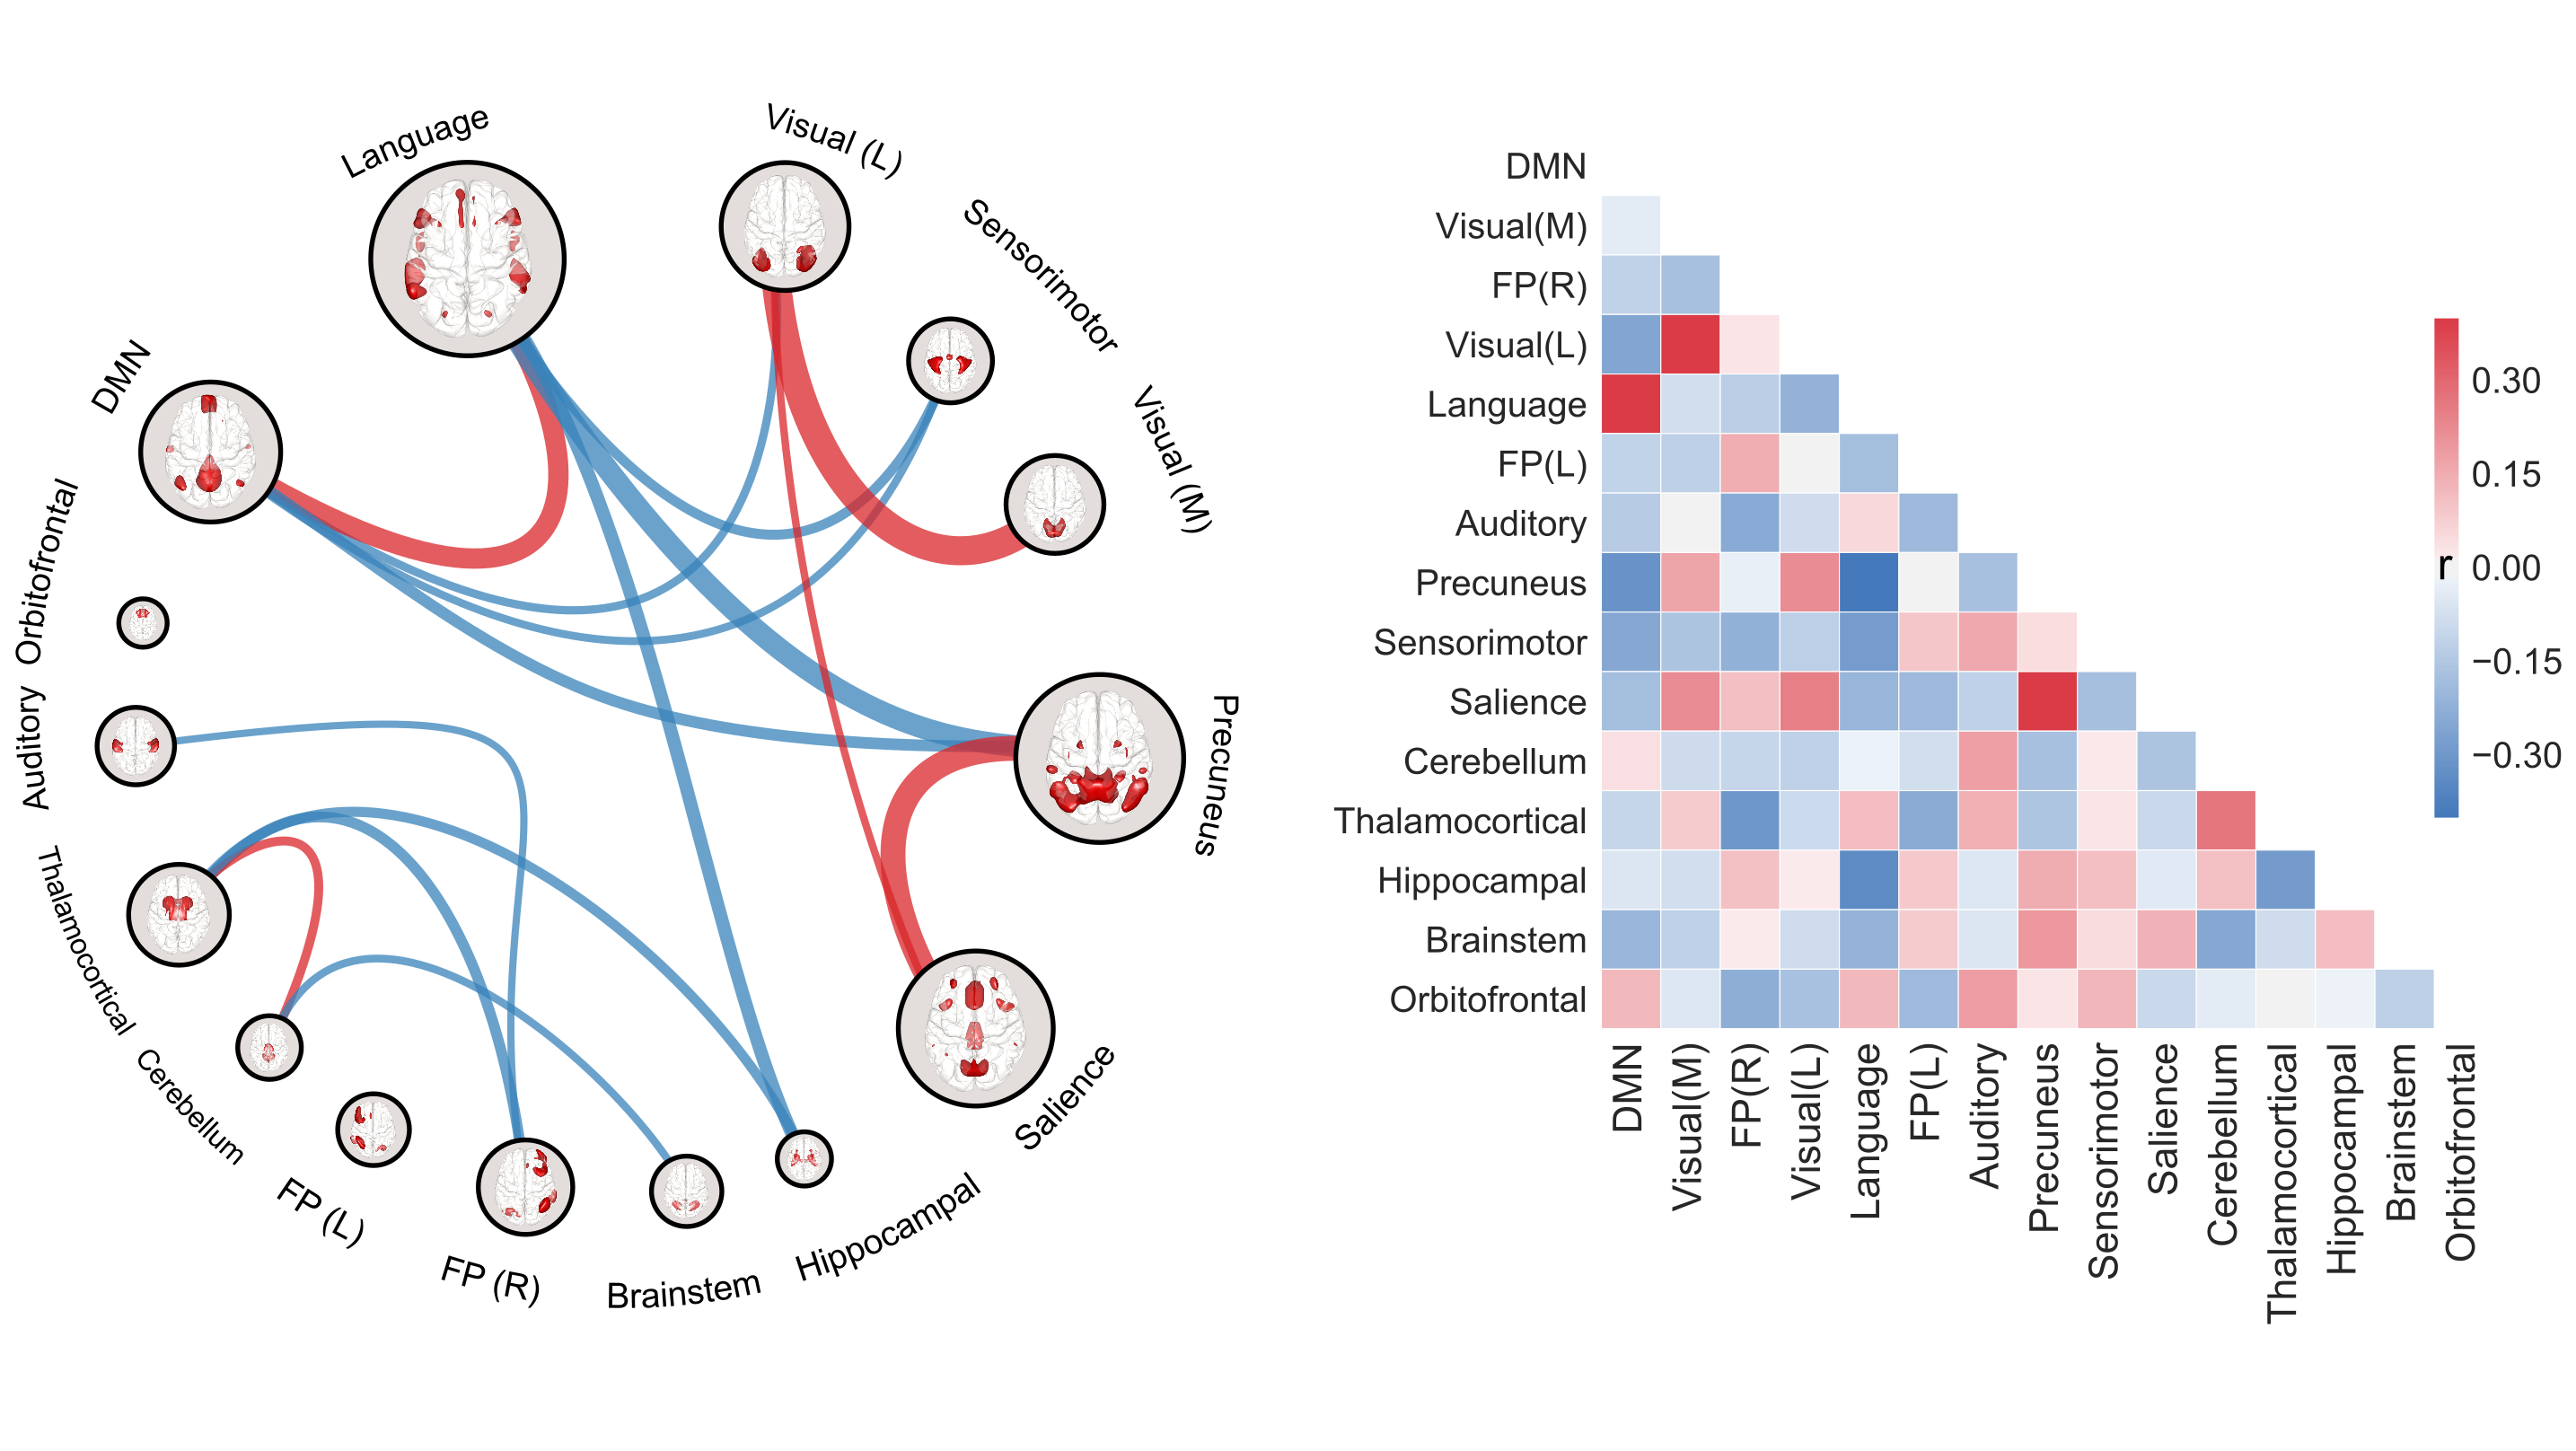 Language
Visual (L)
Sensorimotor
Visual (M)
DMN
Orbitofrontal
Auditory
Precuneus
Thalamocortical
Cerebellum
FP (L)
FP (R)
Brainstem
Hippocampal
Salience
DMN
Visual(M)
FP(R)
Visual(L)
Language
FP(L)
Auditory
Precuneus
Sensorimotor
Salience
Cerebellum
Thalamocortical
Hippocampal
Brainstem
Orbitofrontal
DMN
Visual(M)
FP(R)
Visual(L)
Language
FP(L)
Auditory
Precuneus
Sensorimotor
Salience
Cerebellum
Thalamocortical
Hippocampal
Brainstem
Orbitofrontal
0.30
0.15
r 0.00
−0.15
−0.30